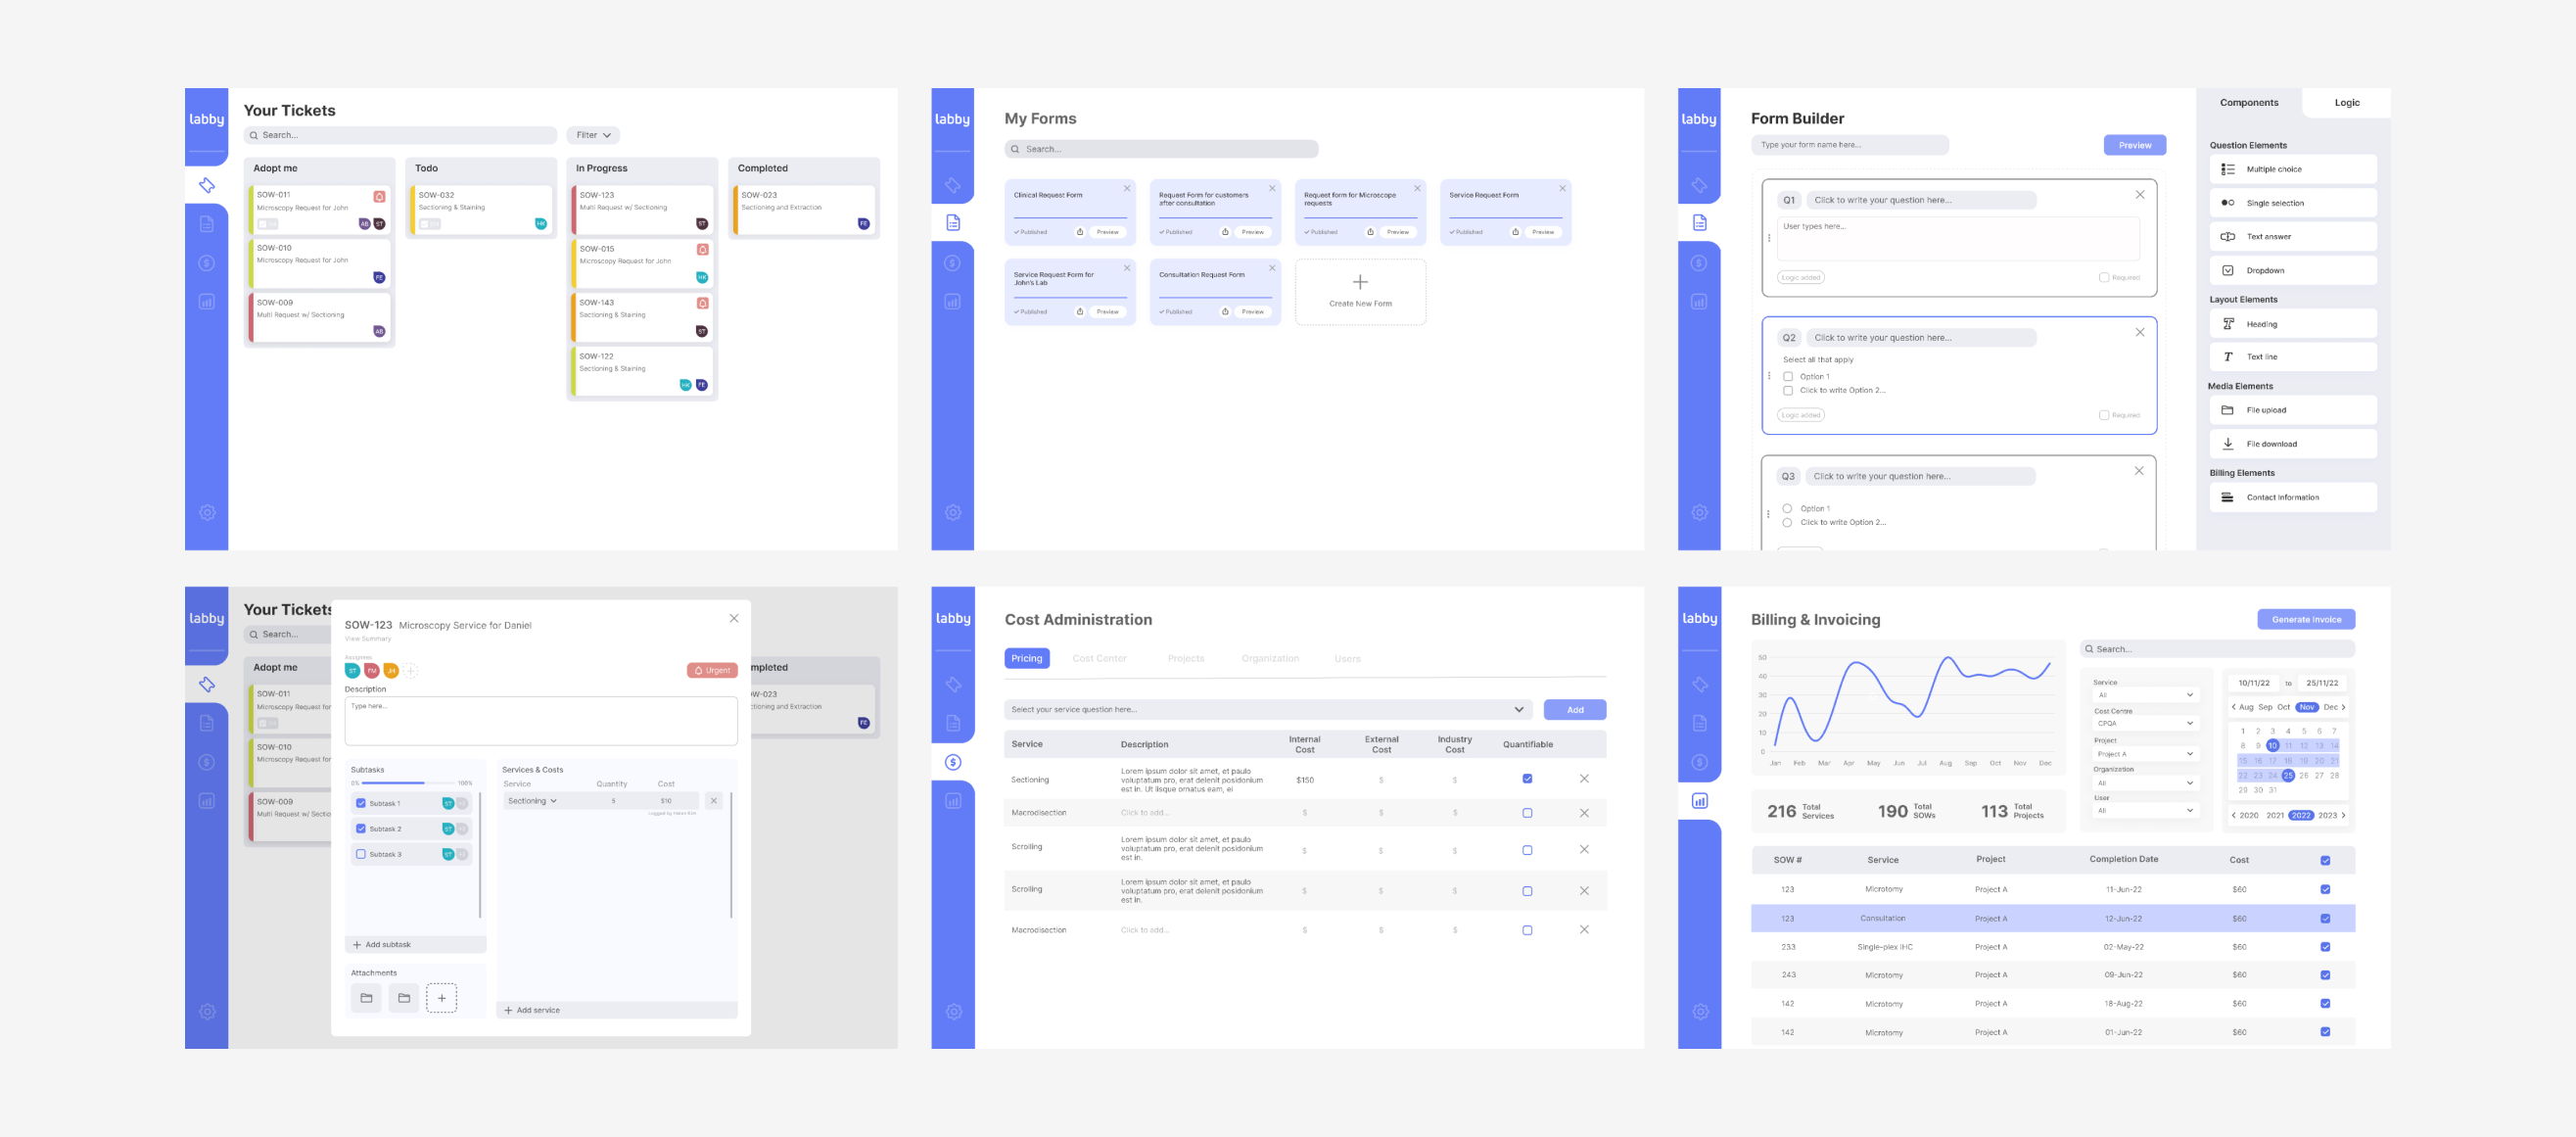 labby
Your Tickets
Search...
Filter
Adopt me
SOW-011
Microscopy Request for John
AB ST
SOW-010
Microscopy Request for John
FE
SOW-009
Multi Request w/ Sectioning
AB
Todo
SOW-032
Sectioning & Staining
HK
In Progress
SOW-123
Multi Request w/ Sectioning
ST
SOW-015
Microscopy Request for John
HK
SOW-143
Sectioning & Staining
ST
SOW-122
Sectioning & Staining
HK FE
Completed
SOW-023
Sectioning and Extraction
FE
labby
My Forms
Search...
Clinical Request Form
Published
Preview
Request Form for customers
after consultation
Published
Preview
Request form for Microscope
requests
Published
Preview
Service Request Form
Published
Preview
Service Request Form for
John's Lab
Published
Preview
Consultation Request Form
Published
Preview
Create New Form
labby
Form Builder
Type your form name here...
Preview
Q1 Click to write your question here...
User types here...
Logic added
Required
Q2 Click to write your question here...
Select all that apply
Option 1
Click to write Option 2...
Logic added
Required
Q3 Click to write your question here...
Option 1
Click to write Option 2...
Components
Logic
Question Elements
Multiple choice
Single selection
Text answer
Dropdown
Layout Elements
Heading
Text line
Media Elements
File upload
File download
Billing Elements
Contact Information
labby
Your Tickets
Search...
Adopt me
SOW-011
Microscopy Request for
SOW-010
Microscopy Request for
SOW-009
Multi Request w/ Sectio
mpleted
W-023
ctioning and Extraction
FE
SOW-123 Microscopy Service for Daniel
View Summary
Assignees
ST PM JH
Urgent
Description
Type here...
Subtasks
0% 100%
Subtask 1 ST
Subtask 2 ST
Subtask 3 ST
Add subtask
Attachments
Services & Costs
Service Quantity Cost
Sectioning 5 $10
Add service
labby
Cost Administration
Pricing Cost Center Projects Organization Users
Select your service question here...
Add
Service Description Internal Cost External Cost Industry Cost Quantifiable
Sectioning
Lorem ipsum dolor sit amet, et paulo
voluptatum pro, erat delenit posidonium
est in. Ut iisque ornatus eam, ei
$150 $ $
Macrodisection Click to add... $ $ $
Scrolling
Lorem ipsum dolor sit amet, et paulo
voluptatum pro, erat delenit posidonium
est in.
$ $ $
Scrolling
Lorem ipsum dolor sit amet, et paulo
voluptatum pro, erat delenit posidonium
est in.
$ $ $
Macrodisection Click to add... $ $ $
labby
Billing & Invoicing
Generate Invoice
50
40
30
20
10
0
Jan Feb Mar Apr May Jun Jul Aug Sep Oct Nov Dec
216 Total Services
190 Total SOWs
113 Total Projects
Search...
Service
All
Cost Centre
CPQA
Project
Project A
Organization
All
User
All
10/11/22 to 25/11/22
Aug Sep Oct Nov Dec
1 2 3 4 5 6 7
8 9 10 11 12 13 14
15 16 17 18 19 20 21
22 23 24 25 26 27 28
29 30 31
2020 2021 2022 2023
SOW # Service Project Completion Date Cost
123 Microtomy Project A 11-Jun-22 $60
123 Consultation Project A 12-Jun-22 $60
233 Single-plex IHC Project A 02-May-22 $60
243 Microtomy Project A 09-Jun-22 $60
142 Microtomy Project A 18-Aug-22 $60
142 Microtomy Project A 01-Jun-22 $60